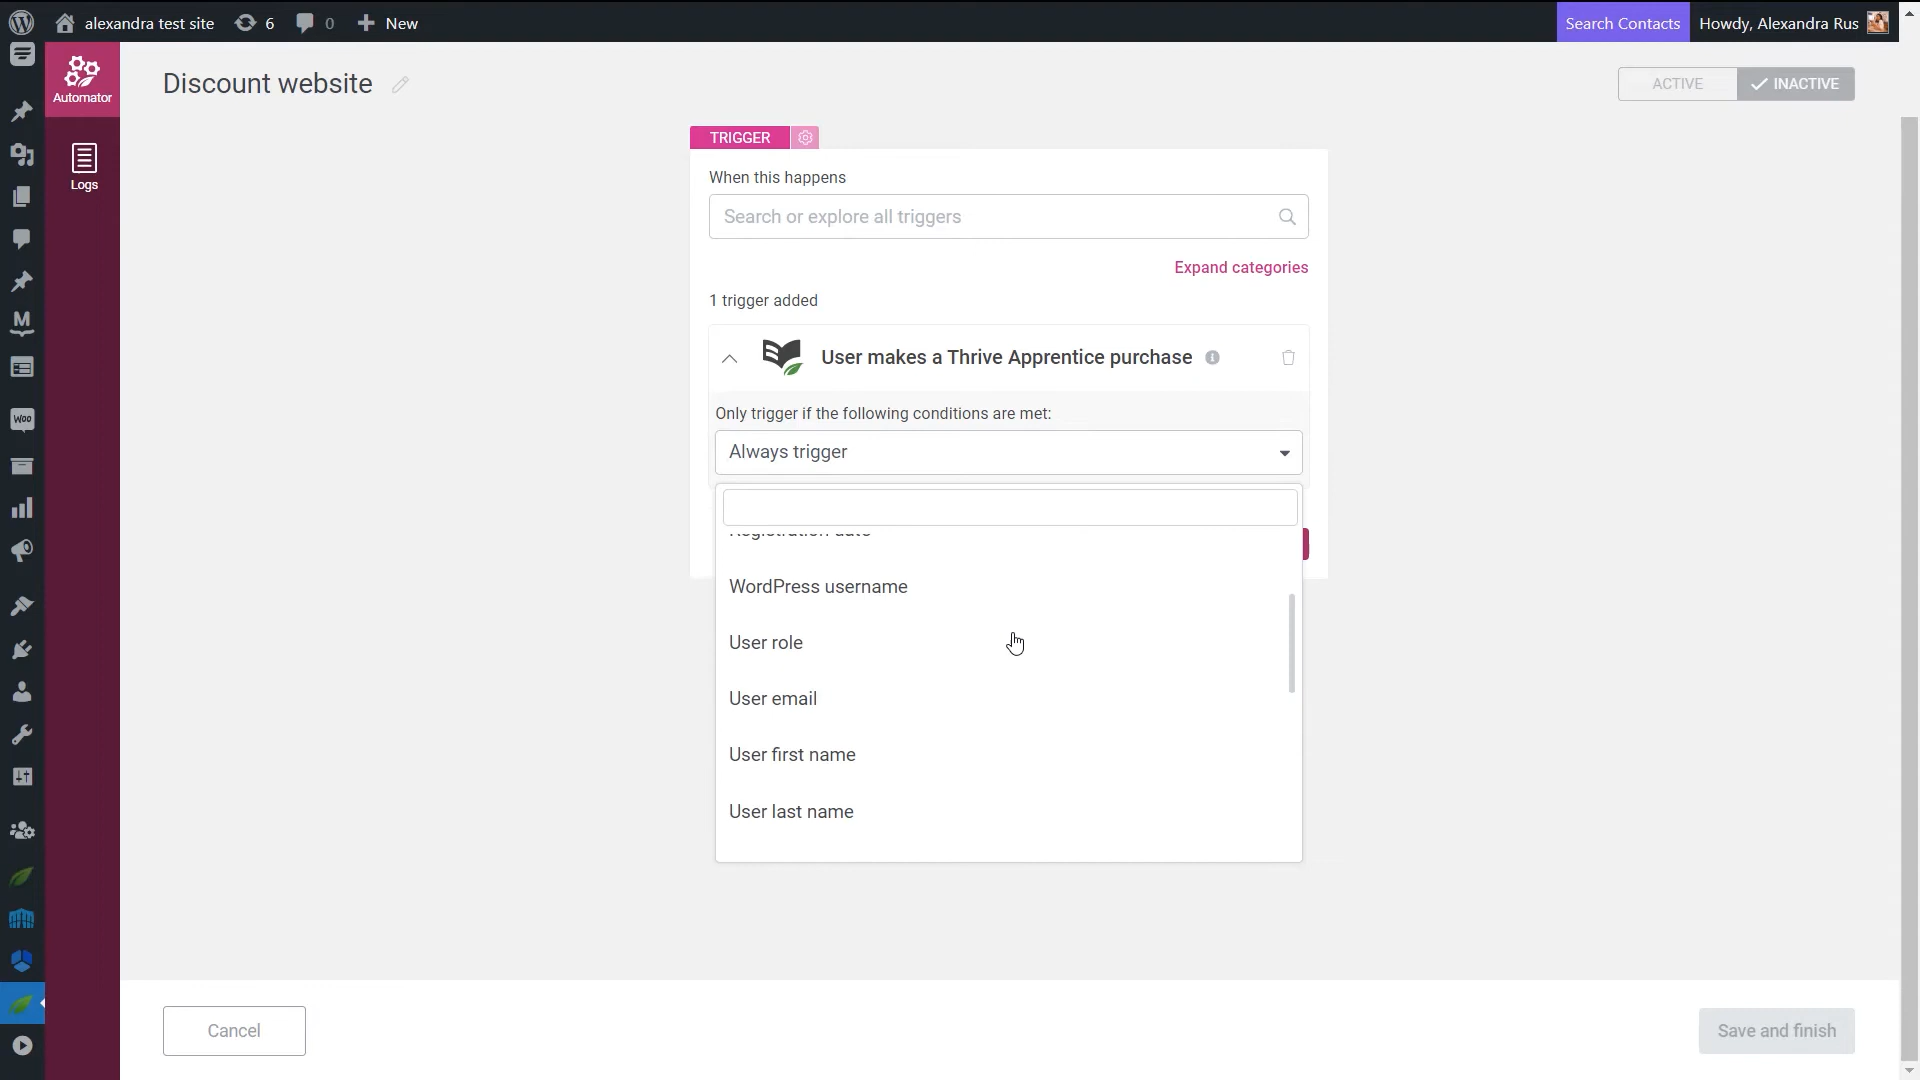 alexandra test site
6
0
New
Search Contacts
Howdy, Alexandra Rus
Automator
Logs
Discount website
ACTIVE
INACTIVE
TRIGGER
When this happens
Search or explore all triggers
Expand categories
1 trigger added
User makes a Thrive Apprentice purchase
Only trigger if the following conditions are met:
Always trigger
Registration date
WordPress username
User role
User email
User first name
User last name
Cancel
Save and finish
M
Woo